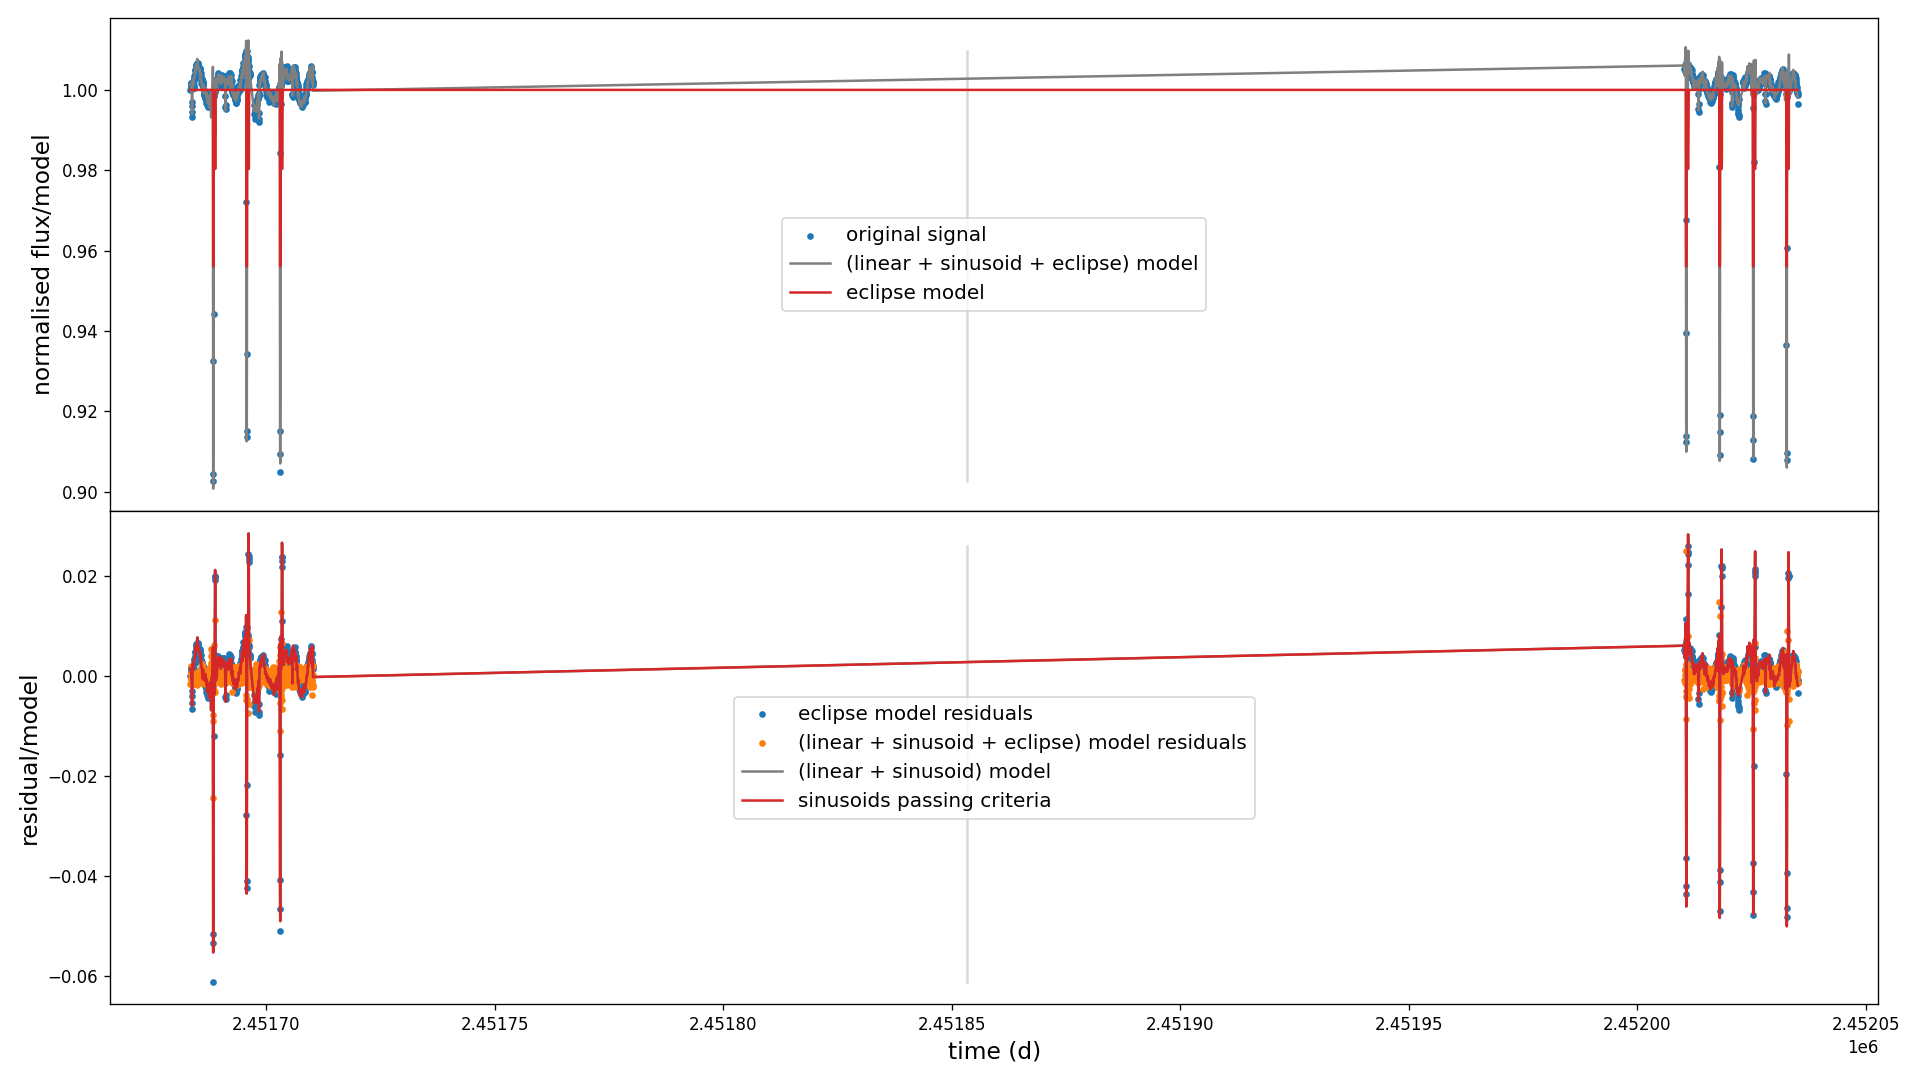 1.00
0.98
0.96
0.94
0.92
0.90
normalised flux/model
original signal
(linear + sinusoid + eclipse) model
eclipse model
0.02
0.00
−0.02
−0.04
−0.06
residual/model
eclipse model residuals
(linear + sinusoid + eclipse) model residuals
(linear + sinusoid) model
sinusoids passing criteria
2.45170 2.45175 2.45180 2.45185 2.45190 2.45195 2.45200 2.45205
1e6
time (d)